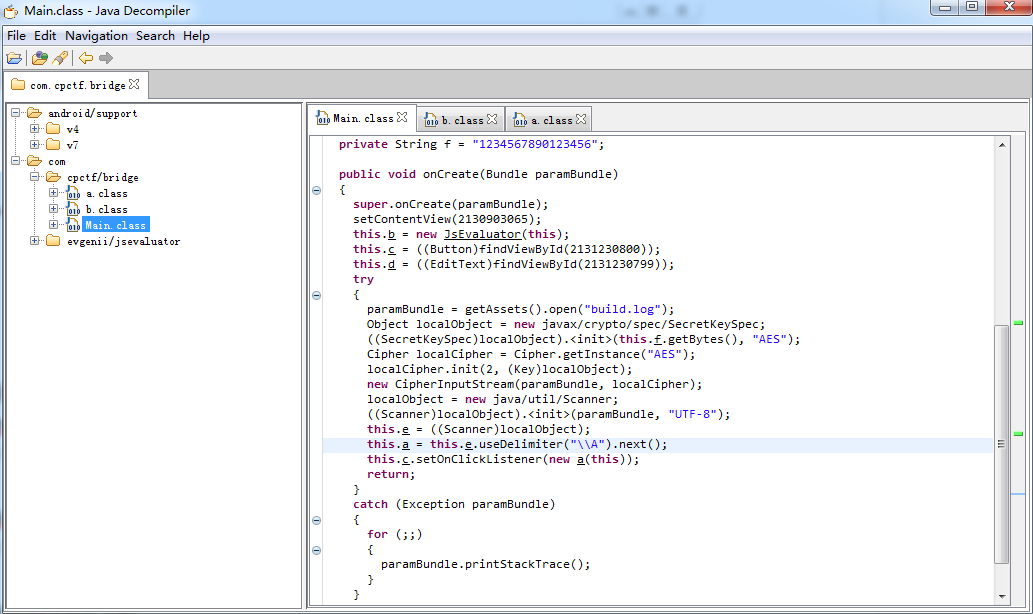 Main.class - Java Decompiler
File Edit Navigation Search Help
com.cpctf.bridge
android/support
v4
v7
com
cpctf/bridge
a.class
b.class
Main.class
evgenii/jsevaluator
Main.class b.class a.class
private String f = "1234567890123456";
public void onCreate(Bundle paramBundle)
{
super.onCreate(paramBundle);
setContentView(2130903065);
this.b = new JsEvaluator(this);
this.c = ((Button)findViewById(2131230800));
this.d = ((EditText)findViewById(2131230799));
try
{
paramBundle = getAssets().open("build.log");
Object localObject = new javax/crypto/spec/SecretKeySpec;
((SecretKeySpec)localObject).<init>(this.f.getBytes(), "AES");
Cipher localCipher = Cipher.getInstance("AES");
localCipher.init(2, (Key)localObject);
new CipherInputStream(paramBundle, localCipher);
localObject = new java/util/Scanner;
((Scanner)localObject).<init>(paramBundle, "UTF-8");
this.e = ((Scanner)localObject);
this.a = this.e.useDelimiter("\\A").next();
this.c.setOnClickListener(new a(this));
return;
}
catch (Exception paramBundle)
{
for (;;)
{
paramBundle.printStackTrace();
}
}